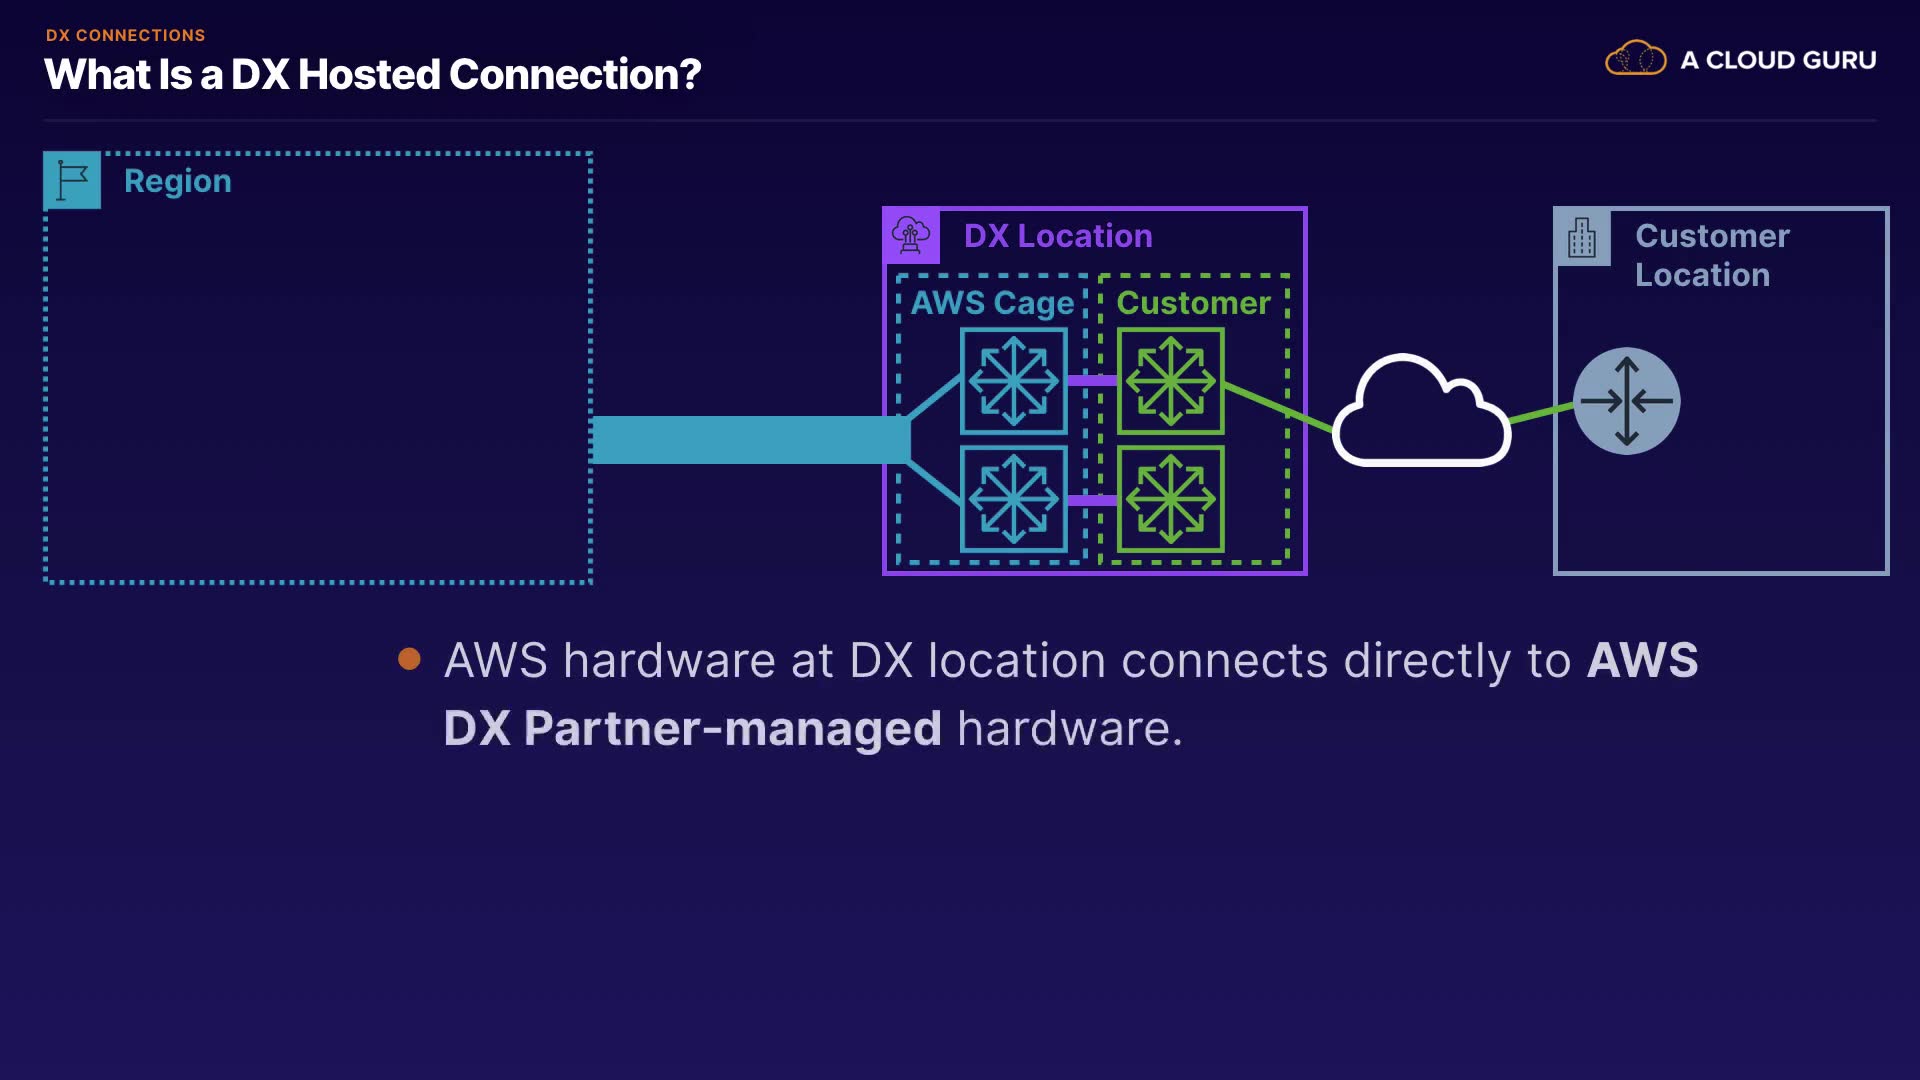 DX CONNECTIONS
What Is a DX Hosted Connection?
A CLOUD GURU
Region
DX Location
AWS Cage
Customer
Customer
Location
AWS hardware at DX location connects directly to AWS
DX Partner-managed hardware.